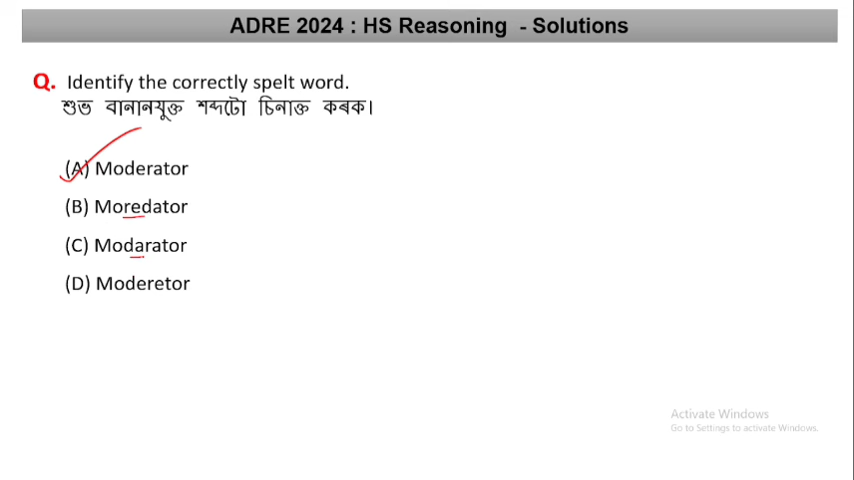 ADRE 2024 : HS Reasoning - Solutions
Q. Identify the correctly spelt word.
শুভ বানানযুক্ত শব্দটো চিনাক্ত কৰক।
(A) Moderator
(B) Moredator
(C) Modarator
(D) Moderetor
Activate Windows
Go to Settings to activate Windows.